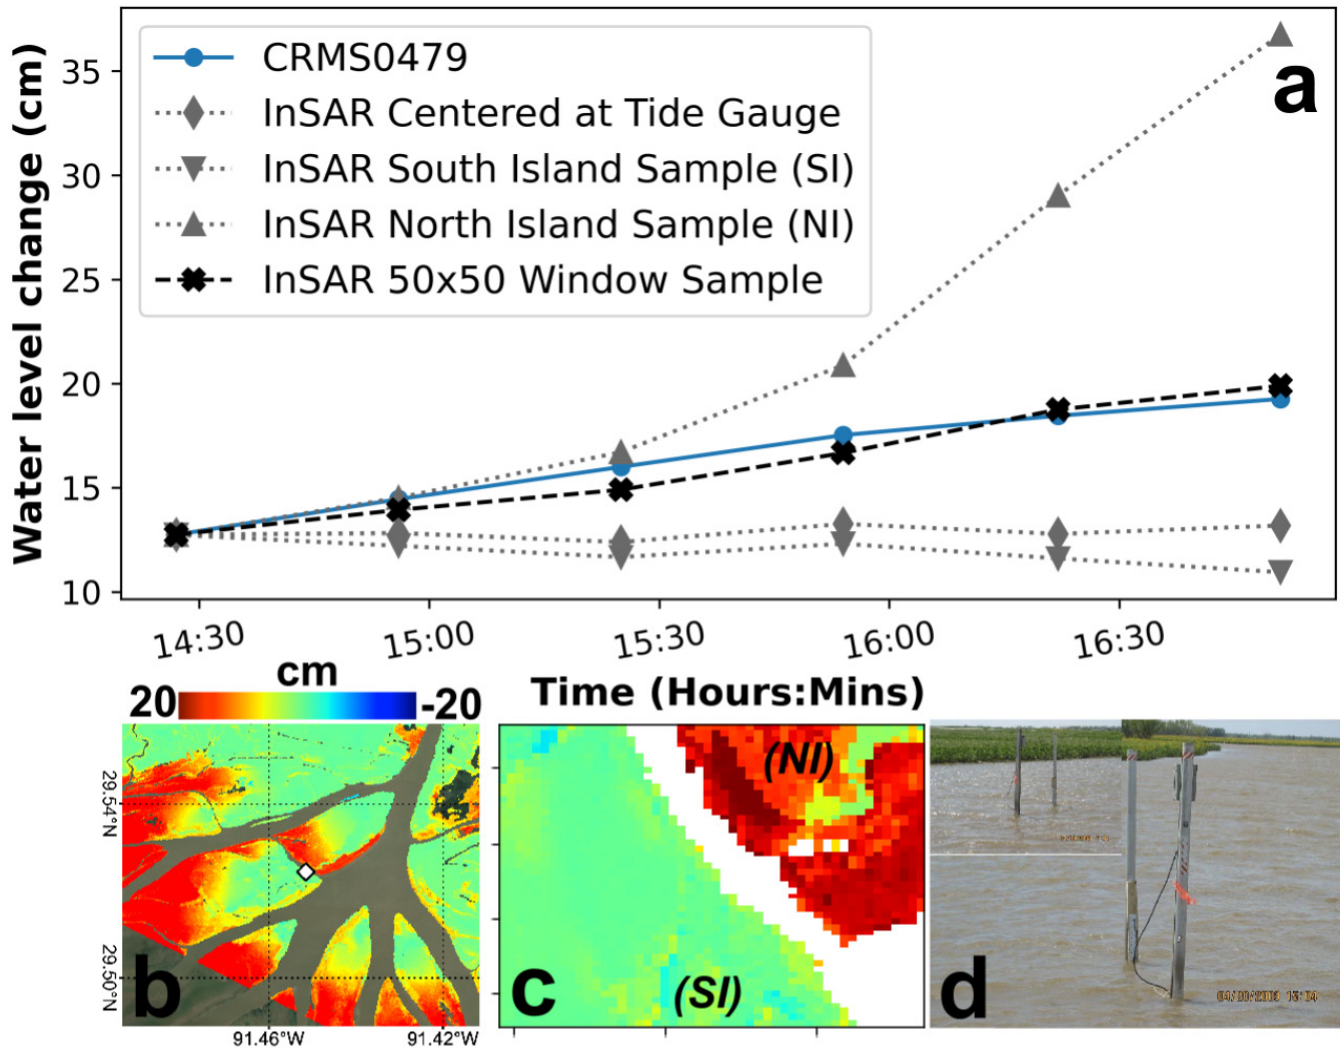 a
CRMS0479
InSAR Centered at Tide Gauge
InSAR South Island Sample (SI)
InSAR North Island Sample (NI)
InSAR 50x50 Window Sample
Water level change (cm)
35
30
25
20
15
10
14:30
15:00
15:30
16:00
16:30
Time (Hours:Mins)
cm
20
-20
29.54°N
29.50°N
91.46°W
91.42°W
b
(NI)
(SI)
c
d